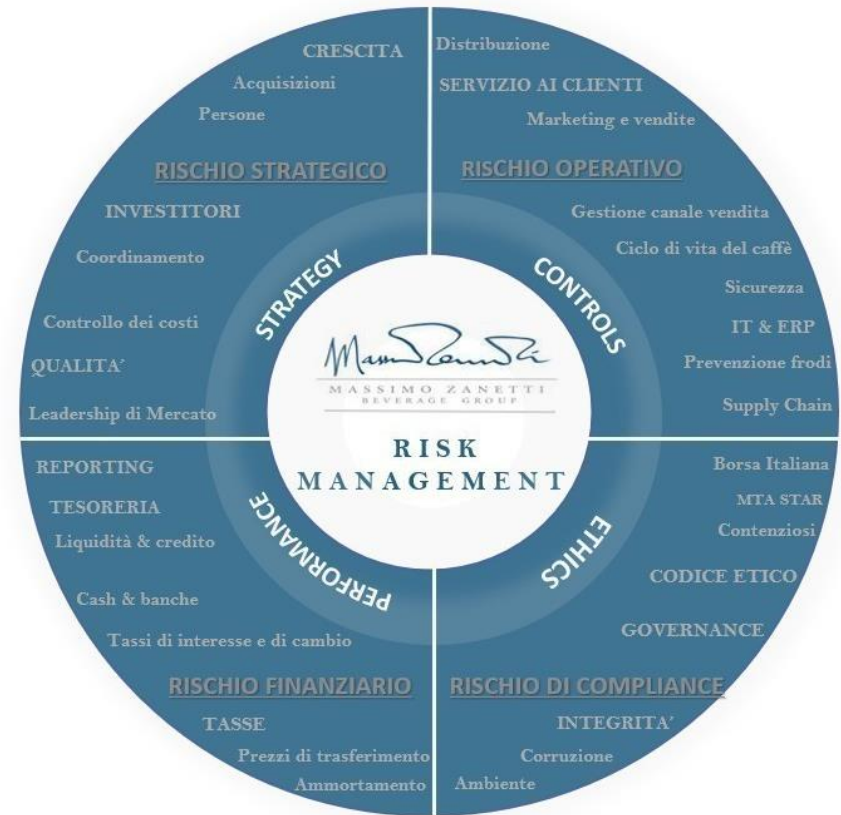 CRESCITA
Acquisizioni
Persone
RISCHIO STRATEGICO
INVESTITORI
Coordinamento
Controllo dei costi
QUALITA´
Leadership di Mercato
STRATEGY
Distribuzione
SERVIZIO AI CLIENTI
Marketing e vendite
RISCHIO OPERATIVO
Gestione canale vendita
Ciclo di vita del caffè
Sicurezza
IT & ERP
Prevenzione frodi
Supply Chain
CONTROLS
MASSIMO ZANETTI
BEVERAGE GROUP
RISK
MANAGEMENT
REPORTING
TESORERIA
Liquidità & credito
Cash & banche
Tassi di interesse e di cambio
RISCHIO FINANZIARIO
TASSE
Prezzi di trasferimento
Ammortamento
PERFORMANCE
Borsa Italiana
MTA STAR
Contenziosi
CODICE ETICO
GOVERNANCE
RISCHIO DI COMPLIANCE
INTEGRITA´
Corruzione
Ambiente
ETHICS